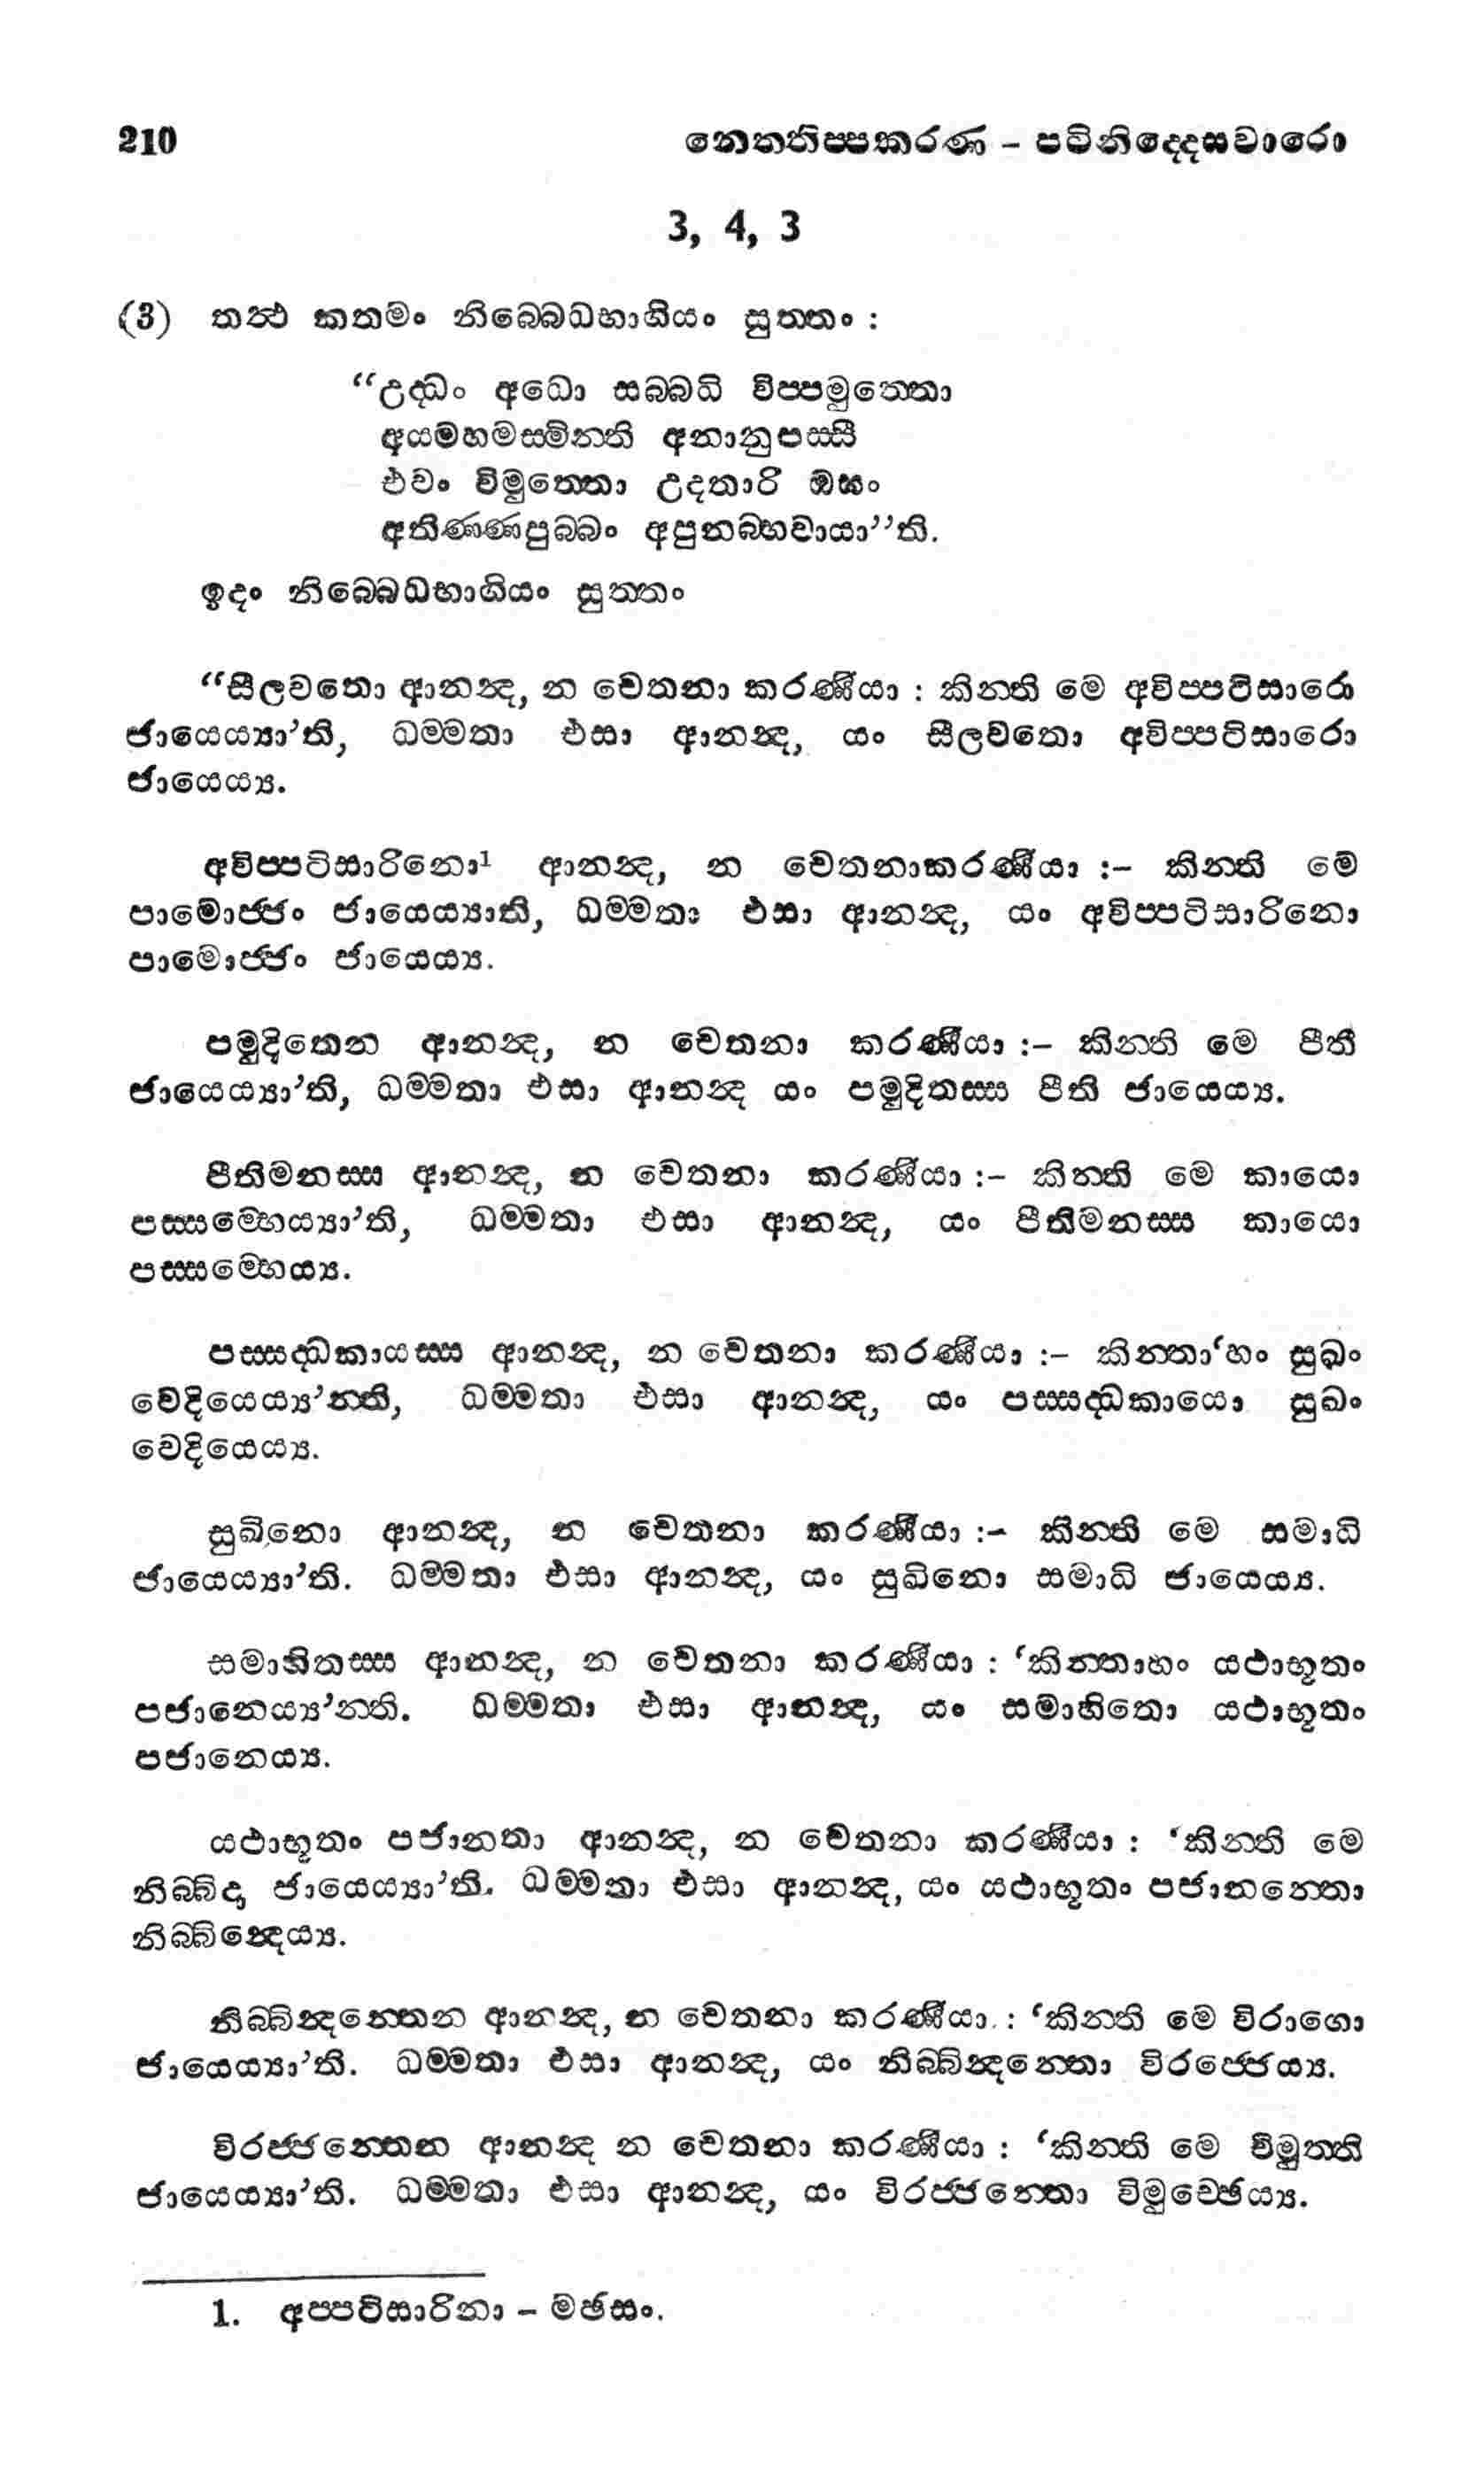 210 නෙත්තිප්පකරණ – පටිනිද්දෙසවාරො
3, 4, 3
(3) තත්‍ථ කතමං නිබ්බෙධභාගියං සුත්තං :
“උද්ධං අධො සබ්බධි විප්පමුත්තො
අයමහමස්මින්ති අනානුපස්සී
එවං විමුත්තො උදතාරි ඔඝං
අතිණ්ණපුබ්බං අපුනබ්භවායා”ති.
ඉදං නිබ්බෙධභාගියං සුත්තං
“සීලවතො ආනන්‍ද, න චෙතනා කරණීයා : කින්ති මෙ අවිප්පටිසාරො
ජායෙය්‍යා’ති, ධම්මතා එසා ආනන්‍ද, යං සීලවතො අවිප්පටිසාරො
ජායෙය්‍ය.
අවිප්පටිසාරිනො¹ ආනන්‍ද, න චෙතනාකරණීයා :– කින්ති මෙ
පාමොජ්ජං ජායෙය්‍යාති, ධම්මතා එසා ආනන්‍ද, යං අවිප්පටිසාරිනො
පාමොජ්ජං ජායෙය්‍ය.
පමුදිතෙන ආනන්‍ද, න චෙතනා කරණීයා :– කින්ති මෙ පීතී
ජායෙය්‍යා’ති, ධම්මතා එසා ආනන්‍ද යං පමුදිතස්ස පීති ජායෙය්‍ය.
පීතිමනස්ස ආනන්‍ද, න චෙතනා කරණීයා :– කින්ති මෙ කායො
පස්සම්භෙය්‍යා’ති, ධම්මතා එසා ආනන්‍ද, යං පීතිමනස්ස කායො
පස්සම්භෙය්‍ය.
පස්සද්ධකායස්ස ආනන්‍ද, න චෙතනා කරණීයා :– කින්තා‘හං සුඛං
වෙදියෙය්‍ය’න්ති, ධම්මතා එසා ආනන්‍ද, යං පස්සද්ධකායො සුඛං
වෙදියෙය්‍ය.
සුඛිනො ආනන්‍ද, න චෙතනා කරණීයා :– කින්ති මෙ සමාධි
ජායෙය්‍යා’ති. ධම්මතා එසා ආනන්‍ද, යං සුඛිනො සමාධි ජායෙය්‍ය.
සමාහිතස්ස ආනන්‍ද, න චෙතනා කරණීයා : ‘කින්තාහං යථාභූතං
පජානෙය්‍ය’න්ති. ධම්මතා එසා ආනන්‍ද, යං සමාහිතො යථාභූතං
පජානෙය්‍ය.
යථාභූතං පජානතා ආනන්‍ද, න චෙතනා කරණීයා : ‘කින්ති මෙ
නිබ්බිදා ජායෙය්‍යා’ති. ධම්මතා එසා ආනන්‍ද, යං යථාභූතං පජානන්තො
නිබ්බින්‍දෙය්‍ය.
නිබ්බින්‍දන්තෙන ආනන්‍ද, න චෙතනා කරණීයා : ‘කින්ති මෙ විරාගො
ජායෙය්‍යා’ති. ධම්මතා එසා ආනන්‍ද, යං නිබ්බින්‍දන්තො විරජ්ජෙය්‍ය.
විරජ්ජන්තෙන ආනන්‍ද න චෙතනා කරණීයා : ‘කින්ති මෙ විමුත්ති
ජායෙය්‍යා’ති. ධම්මතා එසා ආනන්‍ද, යං විරජ්ජන්තො විමුච්ඡෙය්‍ය.
1. අප්පටිසාරිනා – මඡසං.